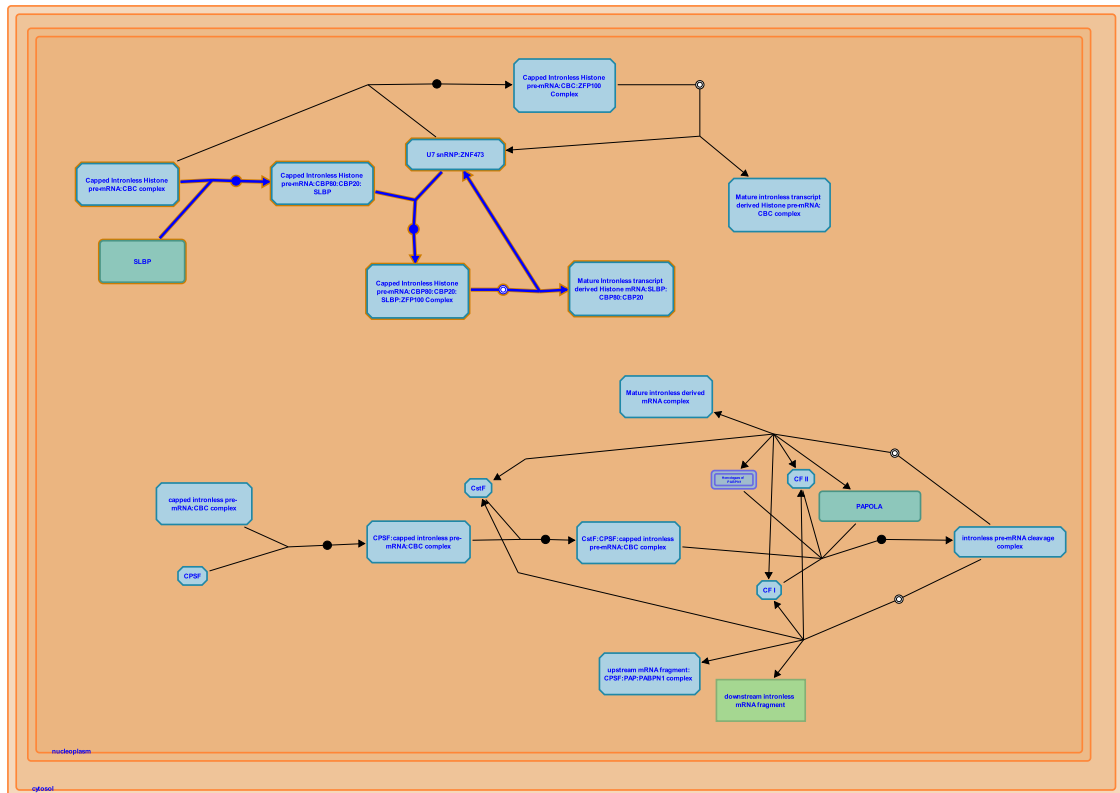 Capped Intronless Histone
pre-mRNA:CBC:ZFP100
Complex
U7 snRNP:ZNF473
Capped Intronless Histone
pre-mRNA:CBC complex
Capped Intronless Histone
pre-mRNA:CBP80:CBP20:
SLBP
Mature intronless transcript
derived Histone pre-mRNA:
CBC complex
SLBP
Capped Intronless Histone
pre-mRNA:CBP80:CBP20:
SLBP:ZFP100 Complex
Mature Intronless transcript
derived Histone mRNA:SLBP:
CBP80:CBP20
Mature intronless derived
mRNA complex
Homologues of
PABPN1
CF II
CstF
PAPOLA
capped intronless pre-
mRNA:CBC complex
CPSF:capped intronless pre-
mRNA:CBC complex
CstF:CPSF:capped intronless
pre-mRNA:CBC complex
intronless pre-mRNA cleavage
complex
CPSF
CF I
upstream mRNA fragment:
CPSF:PAP:PABPN1 complex
downstream intronless
mRNA fragment
nucleoplasm
cytosol